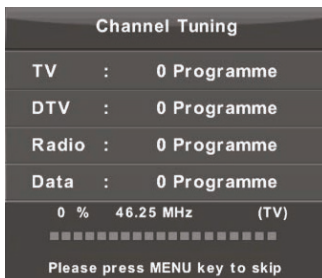 Channel Tuning
TV : 0 Programme
DTV : 0 Programme
Radio : 0 Programme
Data : 0 Programme
0 % 46.25 MHz (TV)
Please press MENU key to skip